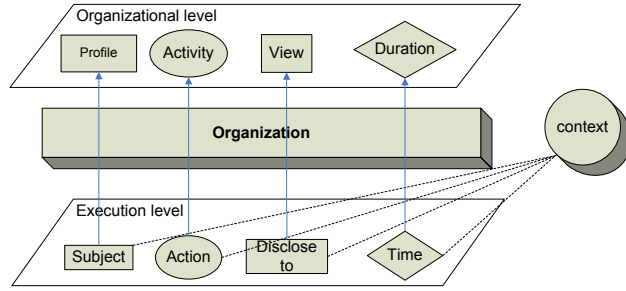 Organizational level
Profile
Activity
View
Duration
Organization
context
Execution level
Subject
Action
Disclose
to
Time